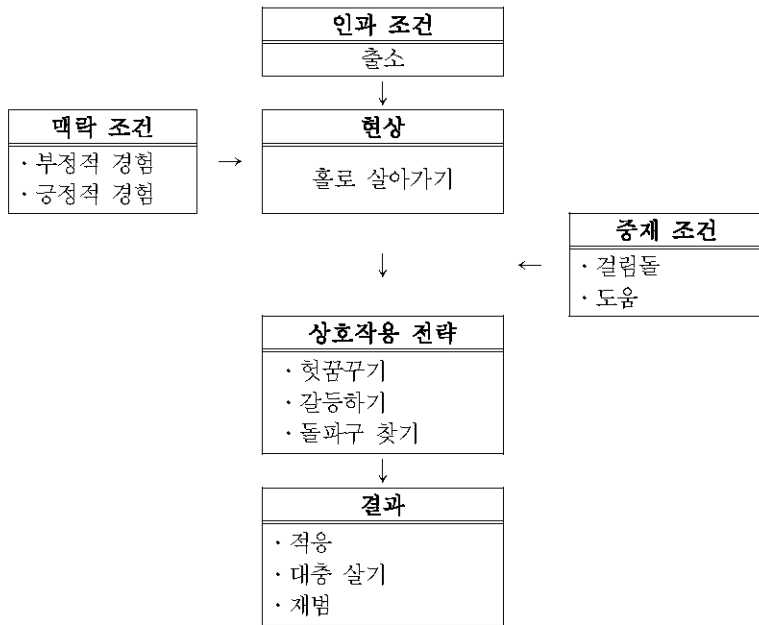 인과 조건
출소
↓
맥락 조건
· 부정적 경험
· 긍정적 경험
→
현상
홀로 살아가기
중재 조건
· 걸림돌
· 도움
↓
←
상호작용 전략
· 헛꿈꾸기
· 갈등하기
· 돌파구 찾기
↓
결과
· 적응
· 대충 살기
· 재범